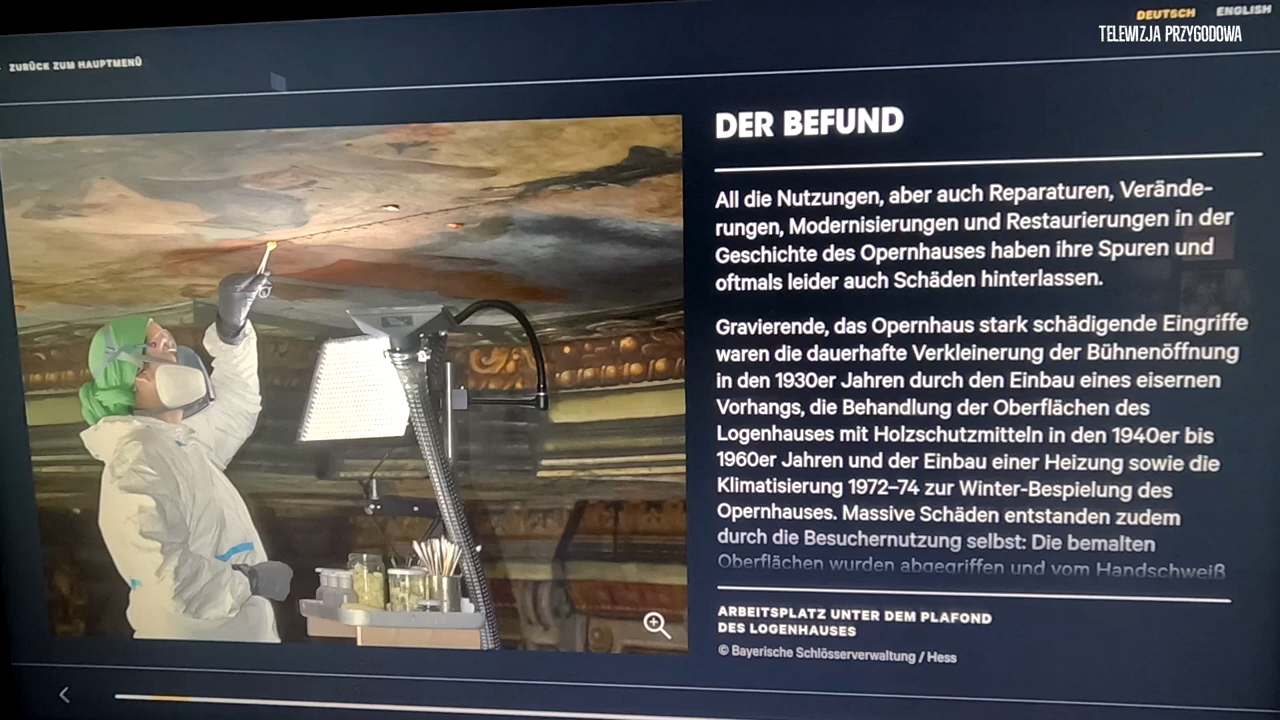 DEUTSCH ENGLISH
TELEWIZJA PRZYGODOWA
ZURÜCK ZUM HAUPTMENÜ
DER BEFUND
All die Nutzungen, aber auch Reparaturen, Verände-
rungen, Modernisierungen und Restaurierungen in der
Geschichte des Opernhauses haben ihre Spuren und
oftmals leider auch Schäden hinterlassen.
Gravierende, das Opernhaus stark schädigende Eingriffe
waren die dauerhafte Verkleinerung der Bühnenöffnung
in den 1930er Jahren durch den Einbau eines eisernen
Vorhangs, die Behandlung der Oberflächen des
Logenhauses mit Holzschutzmitteln in den 1940er bis
1960er Jahren und der Einbau einer Heizung sowie die
Klimatisierung 1972–74 zur Winter-Bespielung des
Opernhauses. Massive Schäden entstanden zudem
durch die Besuchernutzung selbst: Die bemalten
Oberflächen wurden abgegriffen und vom Handschweiß
ARBEITSPLATZ UNTER DEM PLAFOND
DES LOGENHAUSES
© Bayerische Schlösserverwaltung / Hess